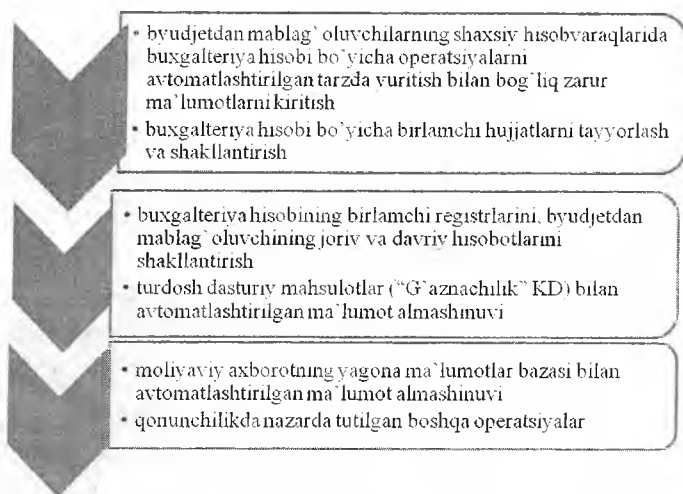 • byudjetdan mablag` oluvchilarning shaxsiy hisobvaraqlarida
buxgalteriya hisobi bo`yicha operatsiyalarni
avtomatlashtirilgan tarzda yuritish bilan bog`liq zarur
ma`lumotlarni kiritish
• buxgalteriya hisobi bo`yicha birlamchi hujjatlarni tayyorlash
va shakllantirish
• buxgalteriya hisobining birlamchi registrlarini, byudjetdan
mablag` oluvchining joriy va davriy hisobotlarini
shakllantirish
• turdosh dasturiy mahsulotlar ("G`aznachilik" KD) bilan
avtomatlashtirilgan ma`lumot almashinuvi
• moliyaviy axborotning yagona ma`lumotlar bazasi bilan
avtomatlashtirilgan ma`lumot almashinuvi
• qonunchilikda nazarda tutilgan boshqa operatsiyalar